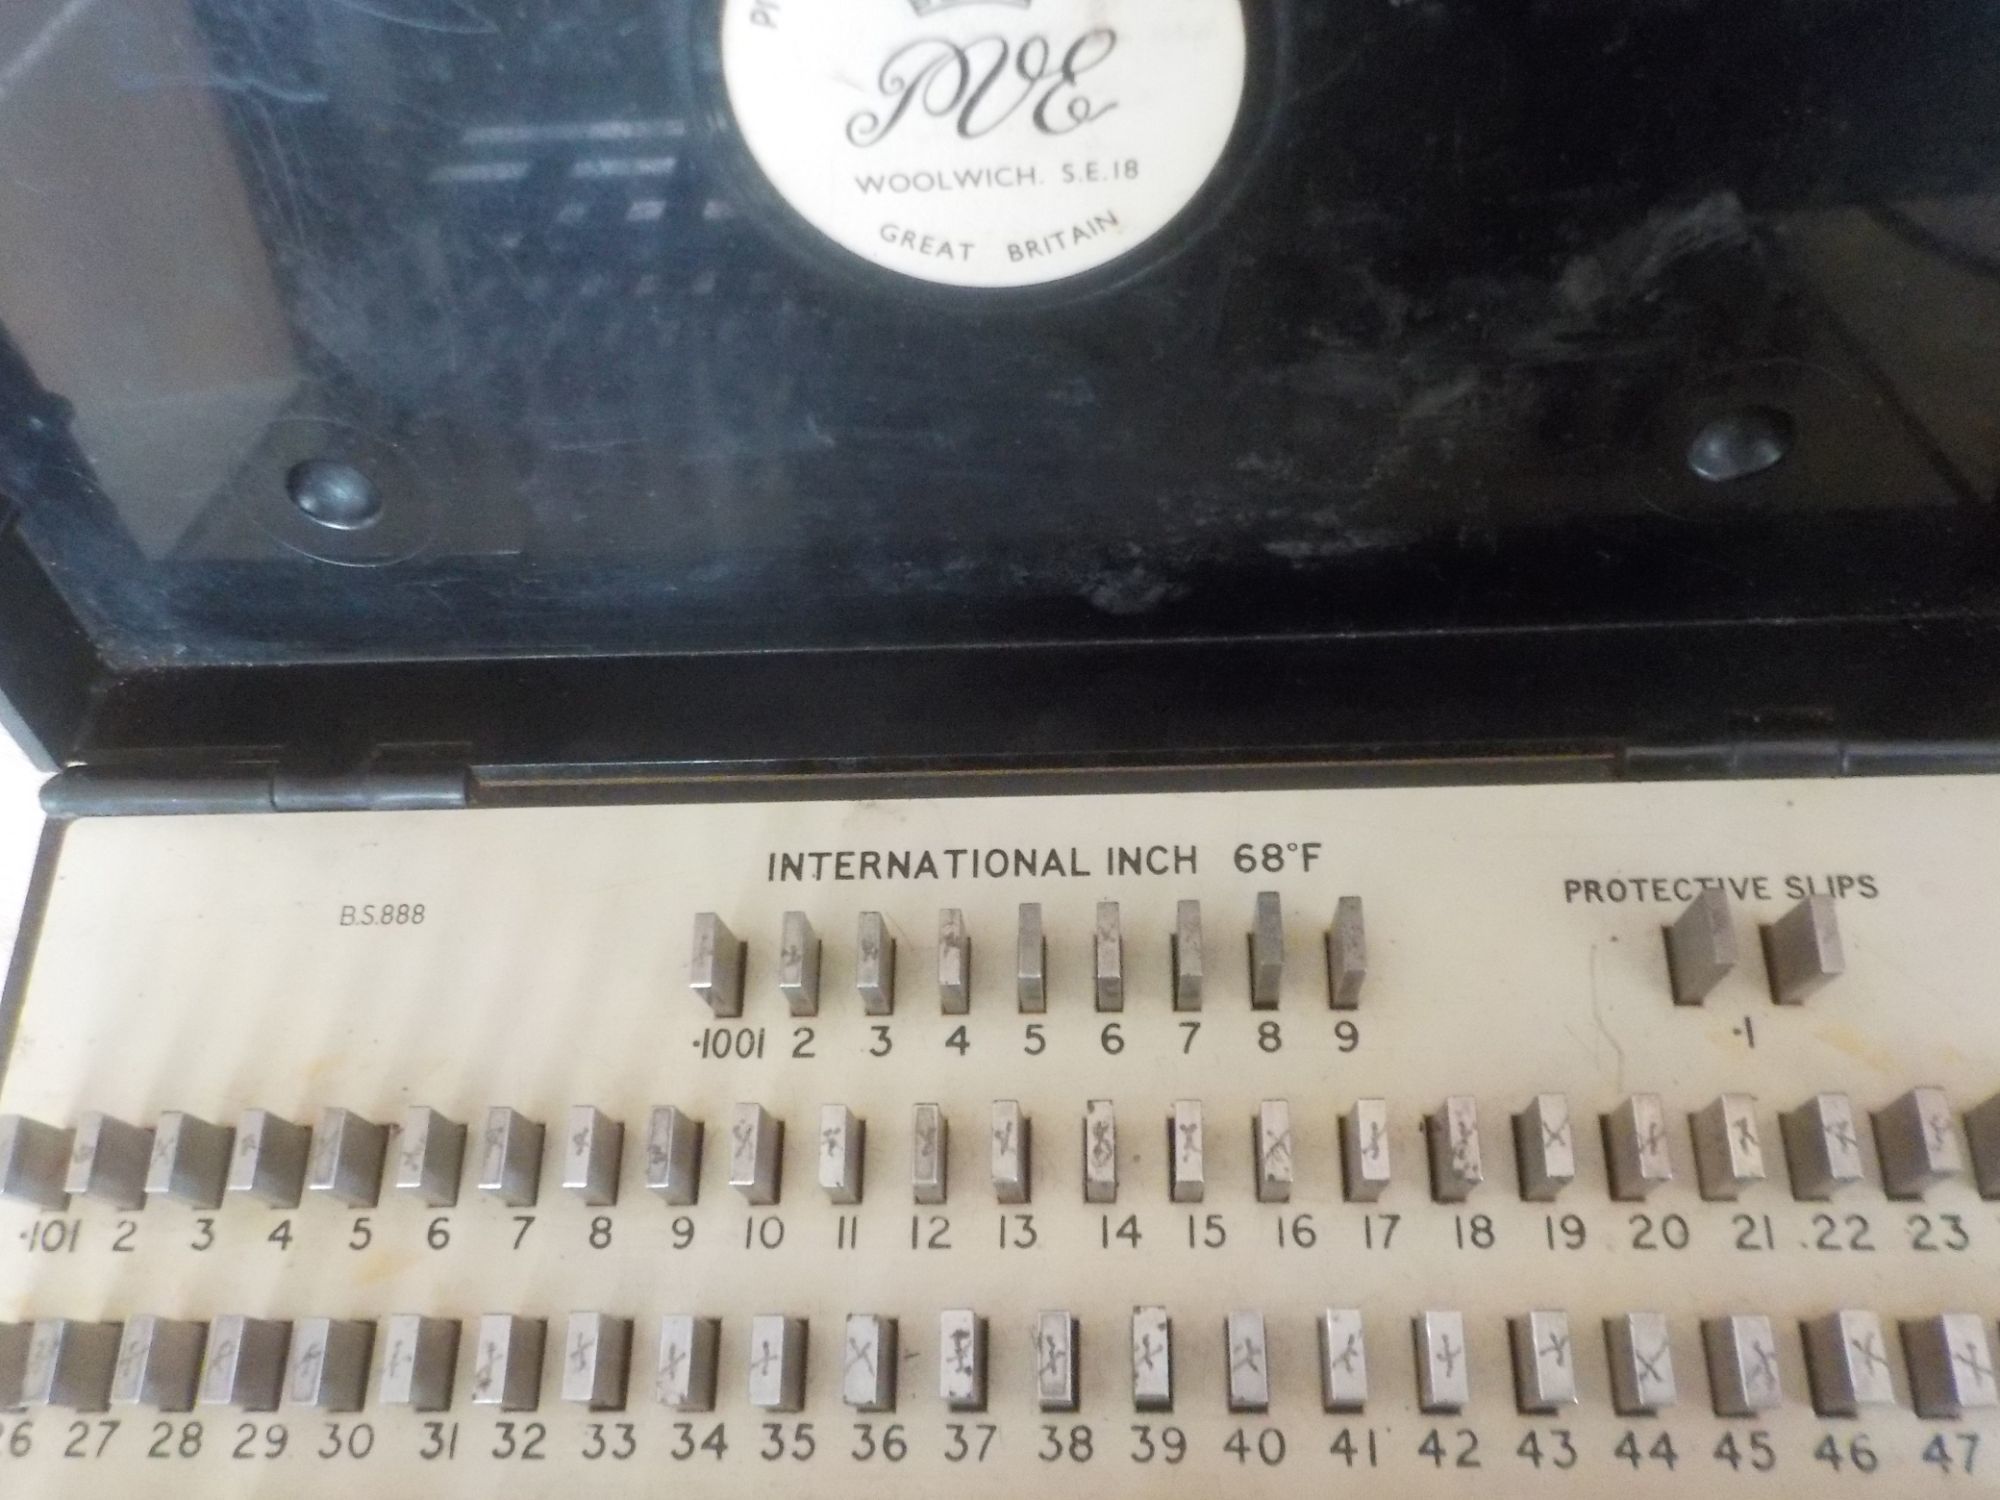 PVE
WOOLWICH. S.E.18
GREAT BRITAIN
INTERNATIONAL INCH 68°F
B.S.888
PROTECTIVE SLIPS
·1001 2 3 4 5 6 7 8 9
·1
·101 2 3 4 5 6 7 8 9 10 11 12 13 14 15 16 17 18 19 20 21 22 23
26 27 28 29 30 31 32 33 34 35 36 37 38 39 40 41 42 43 44 45 46 47